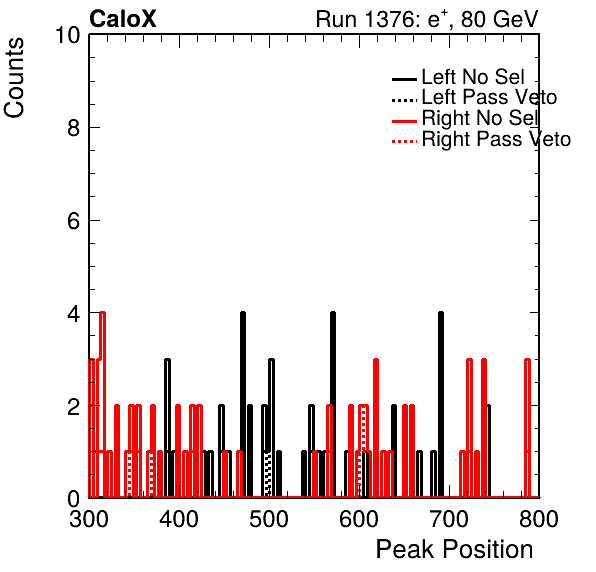 CaloX Run 1376: e+, 80 GeV
Counts
10
8
6
4
2
0
Left No Sel
Left Pass Veto
Right No Sel
Right Pass Veto
300 400 500 600 700 800
Peak Position